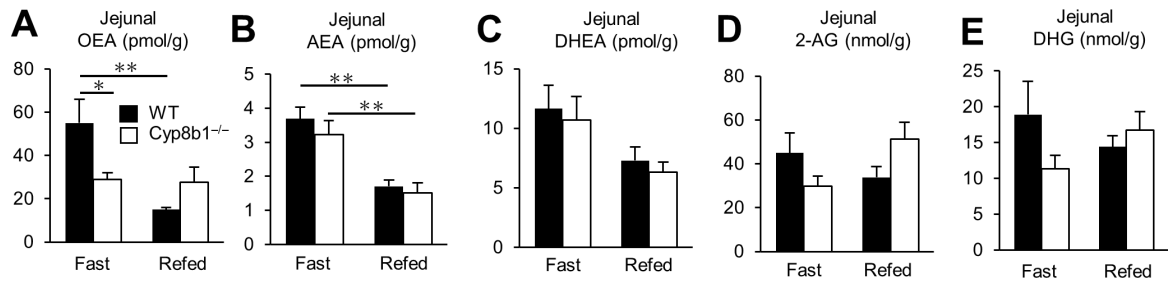 A
Jejunal
OEA (pmol/g)
80
60
40
20
0
**
*
WT
Cyp8b1−/−
Fast
Refed
B
Jejunal
AEA (pmol/g)
5
4
3
2
1
0
**
**
Fast
Refed
C
Jejunal
DHEA (pmol/g)
15
10
5
0
Fast
Refed
D
Jejunal
2-AG (nmol/g)
80
60
40
20
0
Fast
Refed
E
Jejunal
DHG (nmol/g)
25
20
15
10
5
0
Fast
Refed